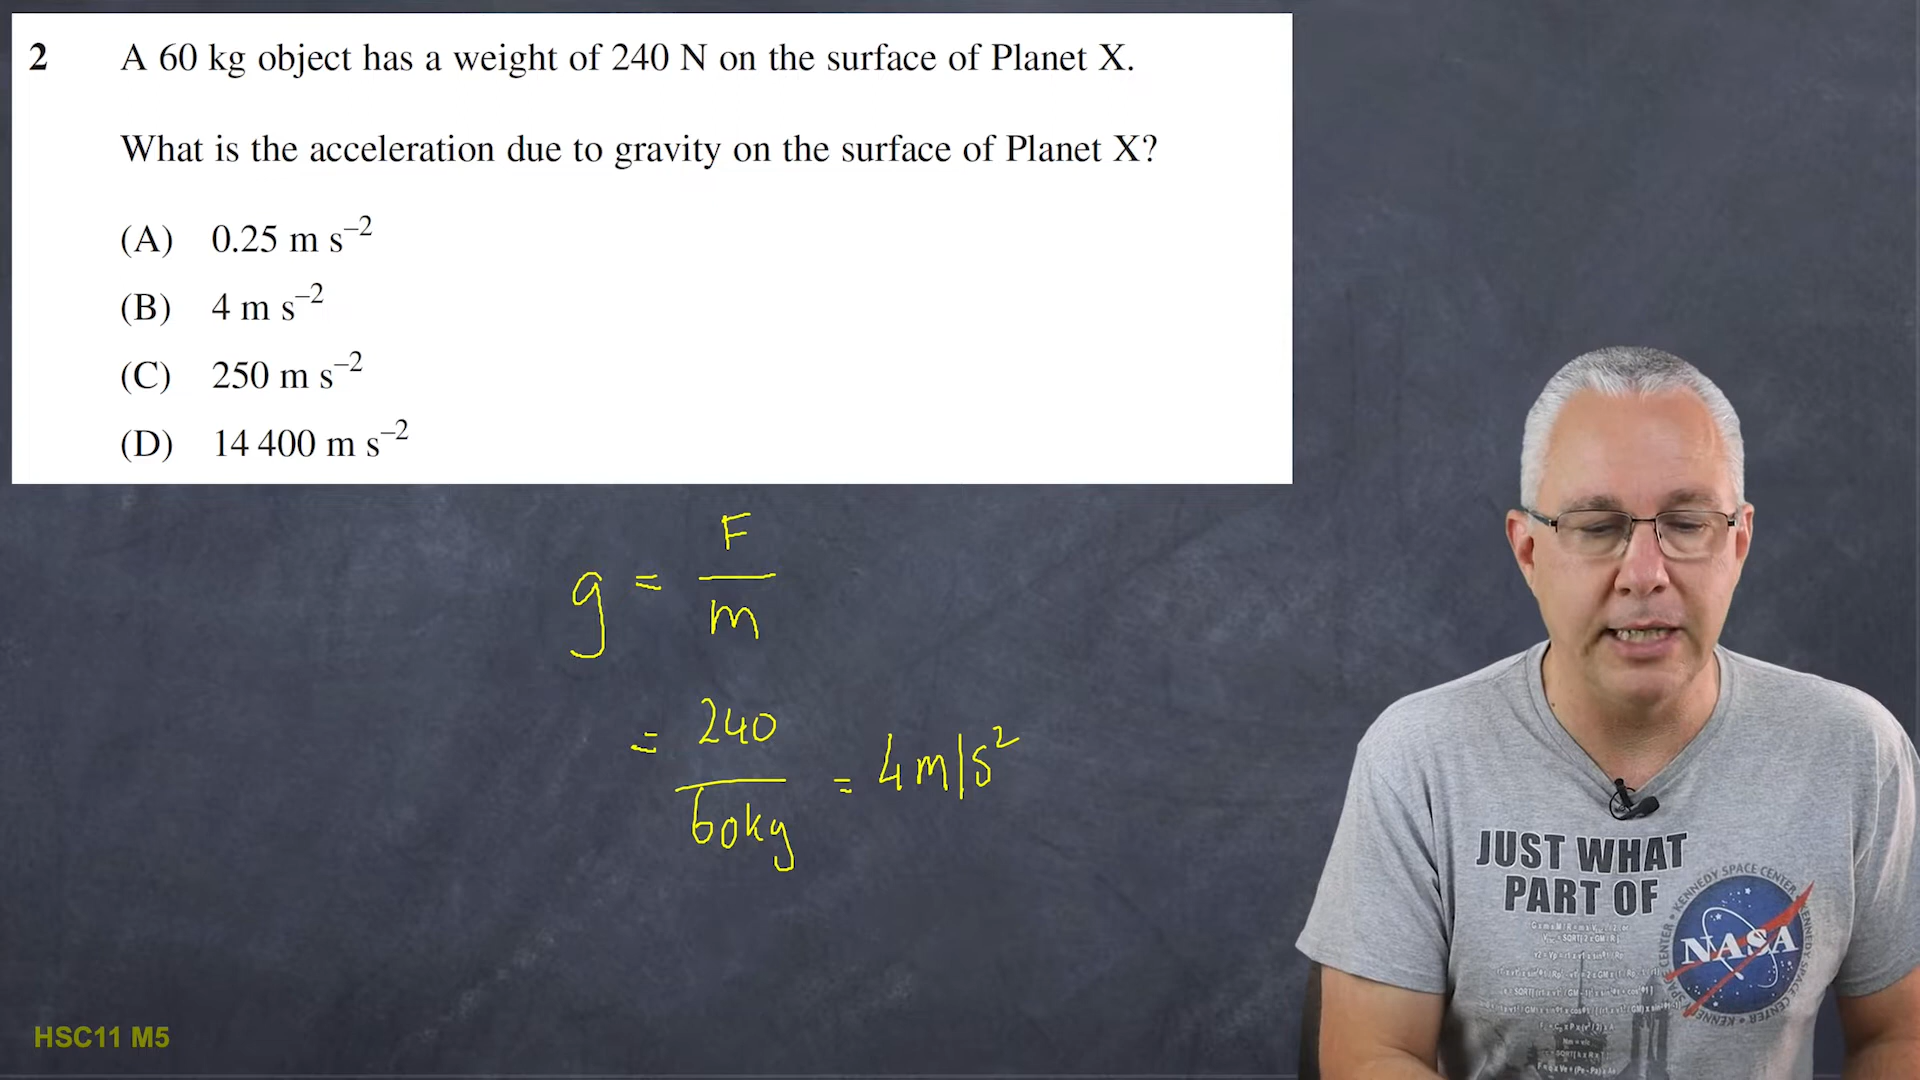 2 A 60 kg object has a weight of 240 N on the surface of Planet X.
What is the acceleration due to gravity on the surface of Planet X?
(A) 0.25 m s⁻²
(B) 4 m s⁻²
(C) 250 m s⁻²
(D) 14 400 m s⁻²
g = F/m
= 240/60kg = 4m/s²
JUST WHAT
PART OF
KENNEDY SPACE CENTER
NASA
HSC11 M5